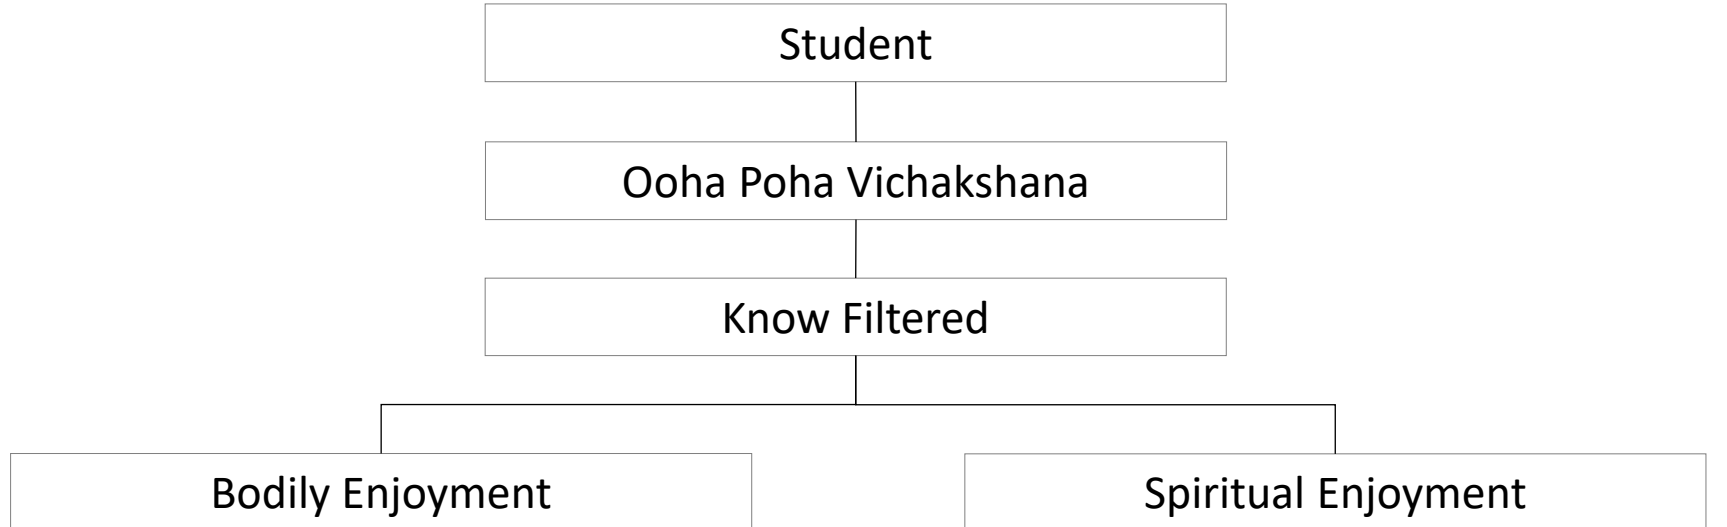 Student
Ooha Poha Vichakshana
Know Filtered
Bodily Enjoyment
Spiritual Enjoyment